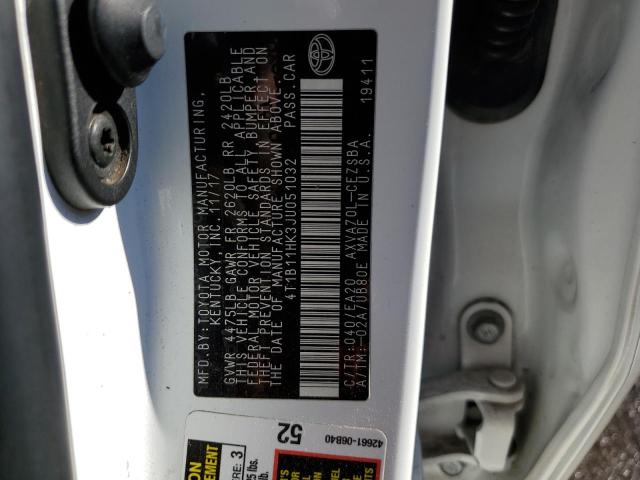 MFD.BY: TOYOTA MOTOR MANUFACTURING,
KENTUCKY, INC. 11/17
GVWR 4475LB GAWR FR 2620LB RR 2420LB
THIS VEHICLE CONFORMS TO ALL APPLICABLE
FEDERAL MOTOR VEHICLE SAFETY, BUMPER AND
THEFT PREVENTION STANDARDS IN EFFECT ON
THE DATE OF MANUFACTURE SHOWN ABOVE.
4T1B11HK3JU051032 PASS.CAR
C/TR:040/EA20 AXVA70L-CEZSBA
A/TM:-02A/UB80E MADE IN U.S.A. 19411
52
42661-06B40
3